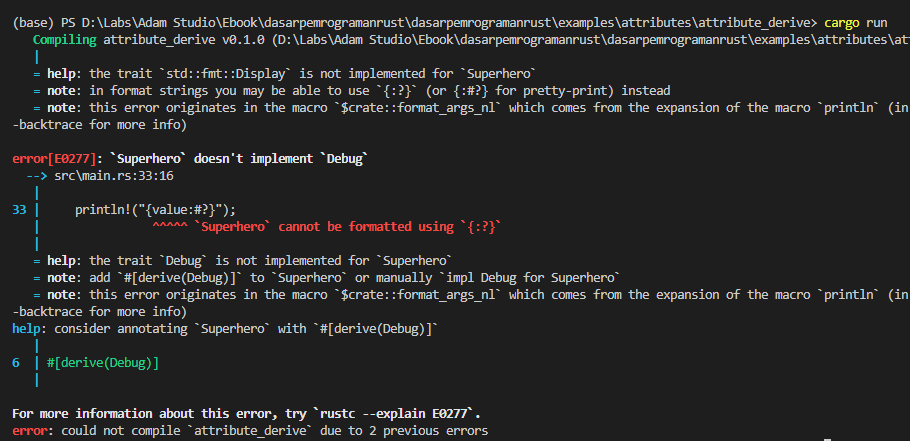 (base) PS D:\Labs\Adam Studio\Ebook\dasarpemrogramanrust\dasarpemrogramanrust\examples\attributes\attribute_derive> cargo run
   Compiling attribute_derive v0.1.0 (D:\Labs\Adam Studio\Ebook\dasarpemrogramanrust\dasarpemrogramanrust\examples\attributes\at
   |
   = help: the trait `std::fmt::Display` is not implemented for `Superhero`
   = note: in format strings you may be able to use `{:?}` (or {:#?} for pretty-print) instead
   = note: this error originates in the macro `$crate::format_args_nl` which comes from the expansion of the macro `println` (in
-backtrace for more info)
error[E0277]: `Superhero` doesn't implement `Debug`
  --> src\main.rs:33:16
   |
33 |     println!("{value:#?}");
   |               ^^^^^ `Superhero` cannot be formatted using `{:?}`
   |
   = help: the trait `Debug` is not implemented for `Superhero`
   = note: add `#[derive(Debug)]` to `Superhero` or manually `impl Debug for Superhero`
   = note: this error originates in the macro `$crate::format_args_nl` which comes from the expansion of the macro `println` (in
-backtrace for more info)
help: consider annotating `Superhero` with `#[derive(Debug)]`
   |
6  | #[derive(Debug)]
   |
For more information about this error, try `rustc --explain E0277`.
error: could not compile `attribute_derive` due to 2 previous errors